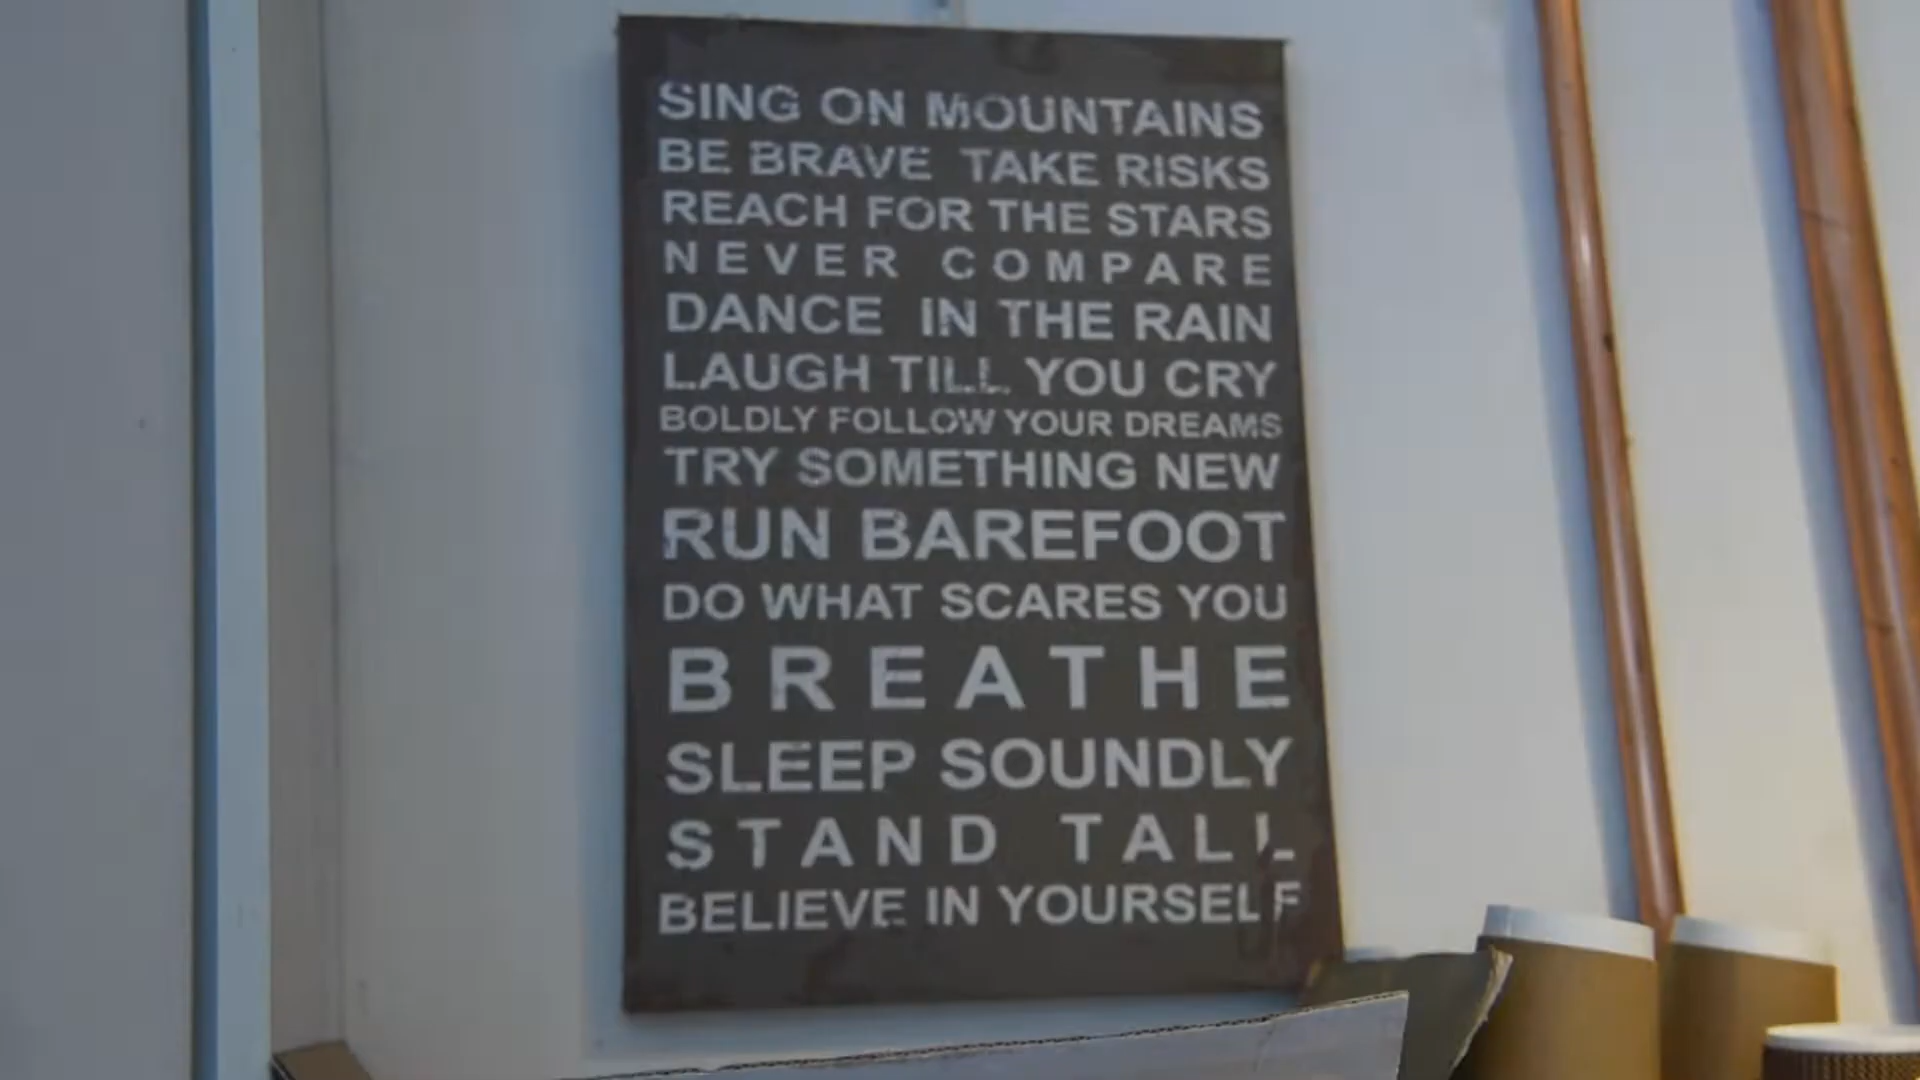 SING ON MOUNTAINS
BE BRAVE TAKE RISKS
REACH FOR THE STARS
NEVER COMPARE
DANCE IN THE RAIN
LAUGH TILL YOU CRY
BOLDLY FOLLOW YOUR DREAMS
TRY SOMETHING NEW
RUN BAREFOOT
DO WHAT SCARES YOU
BREATHE
SLEEP SOUNDLY
STAND TALL
BELIEVE IN YOURSELF